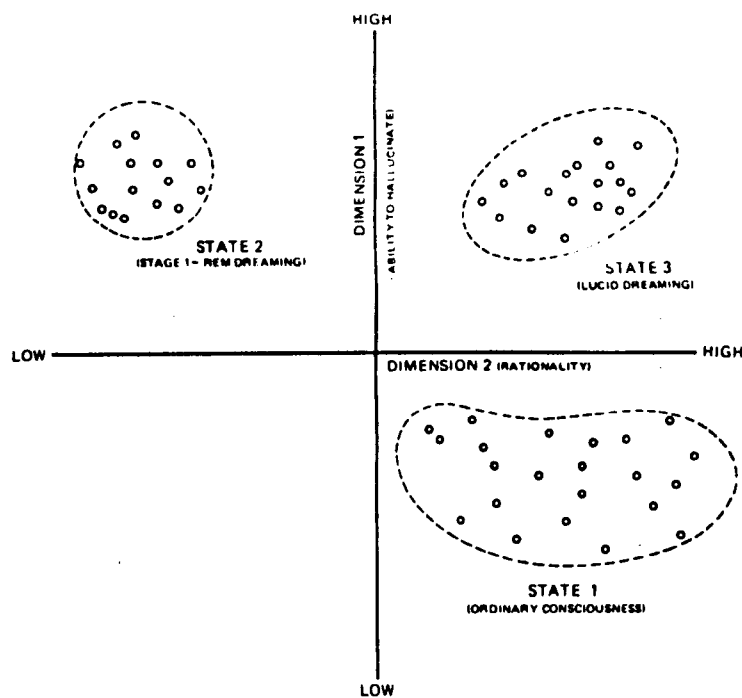 HIGH
DIMENSION 1
ABILITY TO HALLUCINATE)
STATE 2
(STAGE 1- REM DREAMING)
STATE 3
(LUCID DREAMING)
LOW
HIGH
DIMENSION 2 (RATIONALITY)
STATE 1
(ORDINARY CONSCIOUSNESS)
LOW